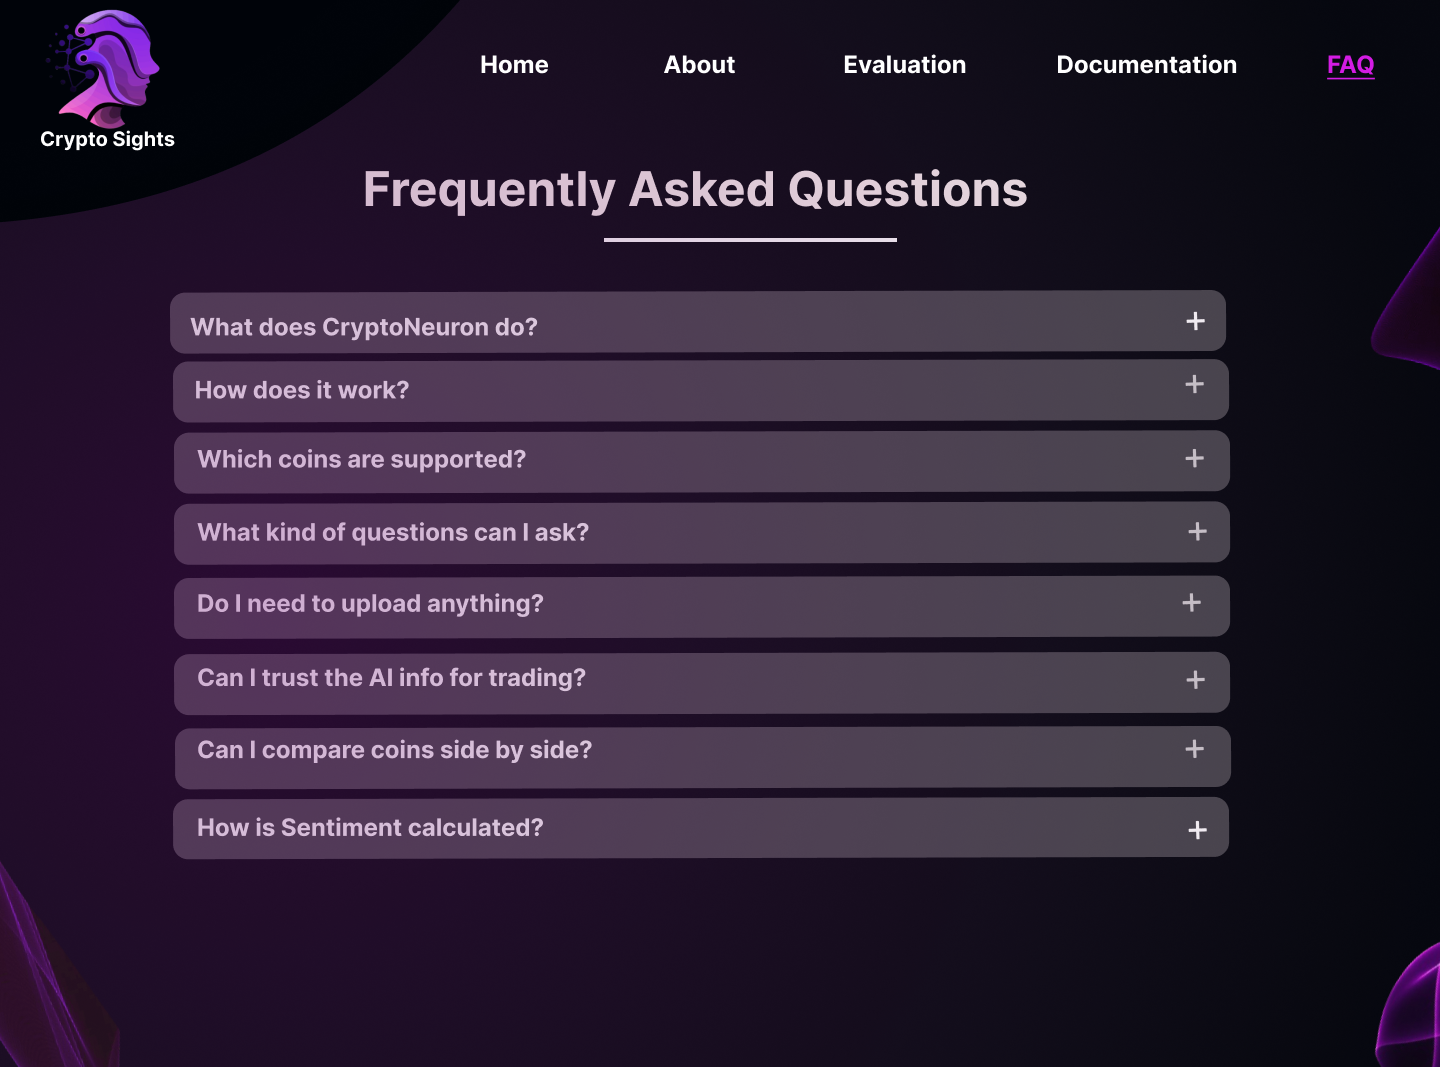 Home About Evaluation Documentation FAQ
Crypto Sights
Frequently Asked Questions
What does CryptoNeuron do? +
How does it work? +
Which coins are supported? +
What kind of questions can I ask? +
Do I need to upload anything? +
Can I trust the AI info for trading? +
Can I compare coins side by side? +
How is Sentiment calculated? +